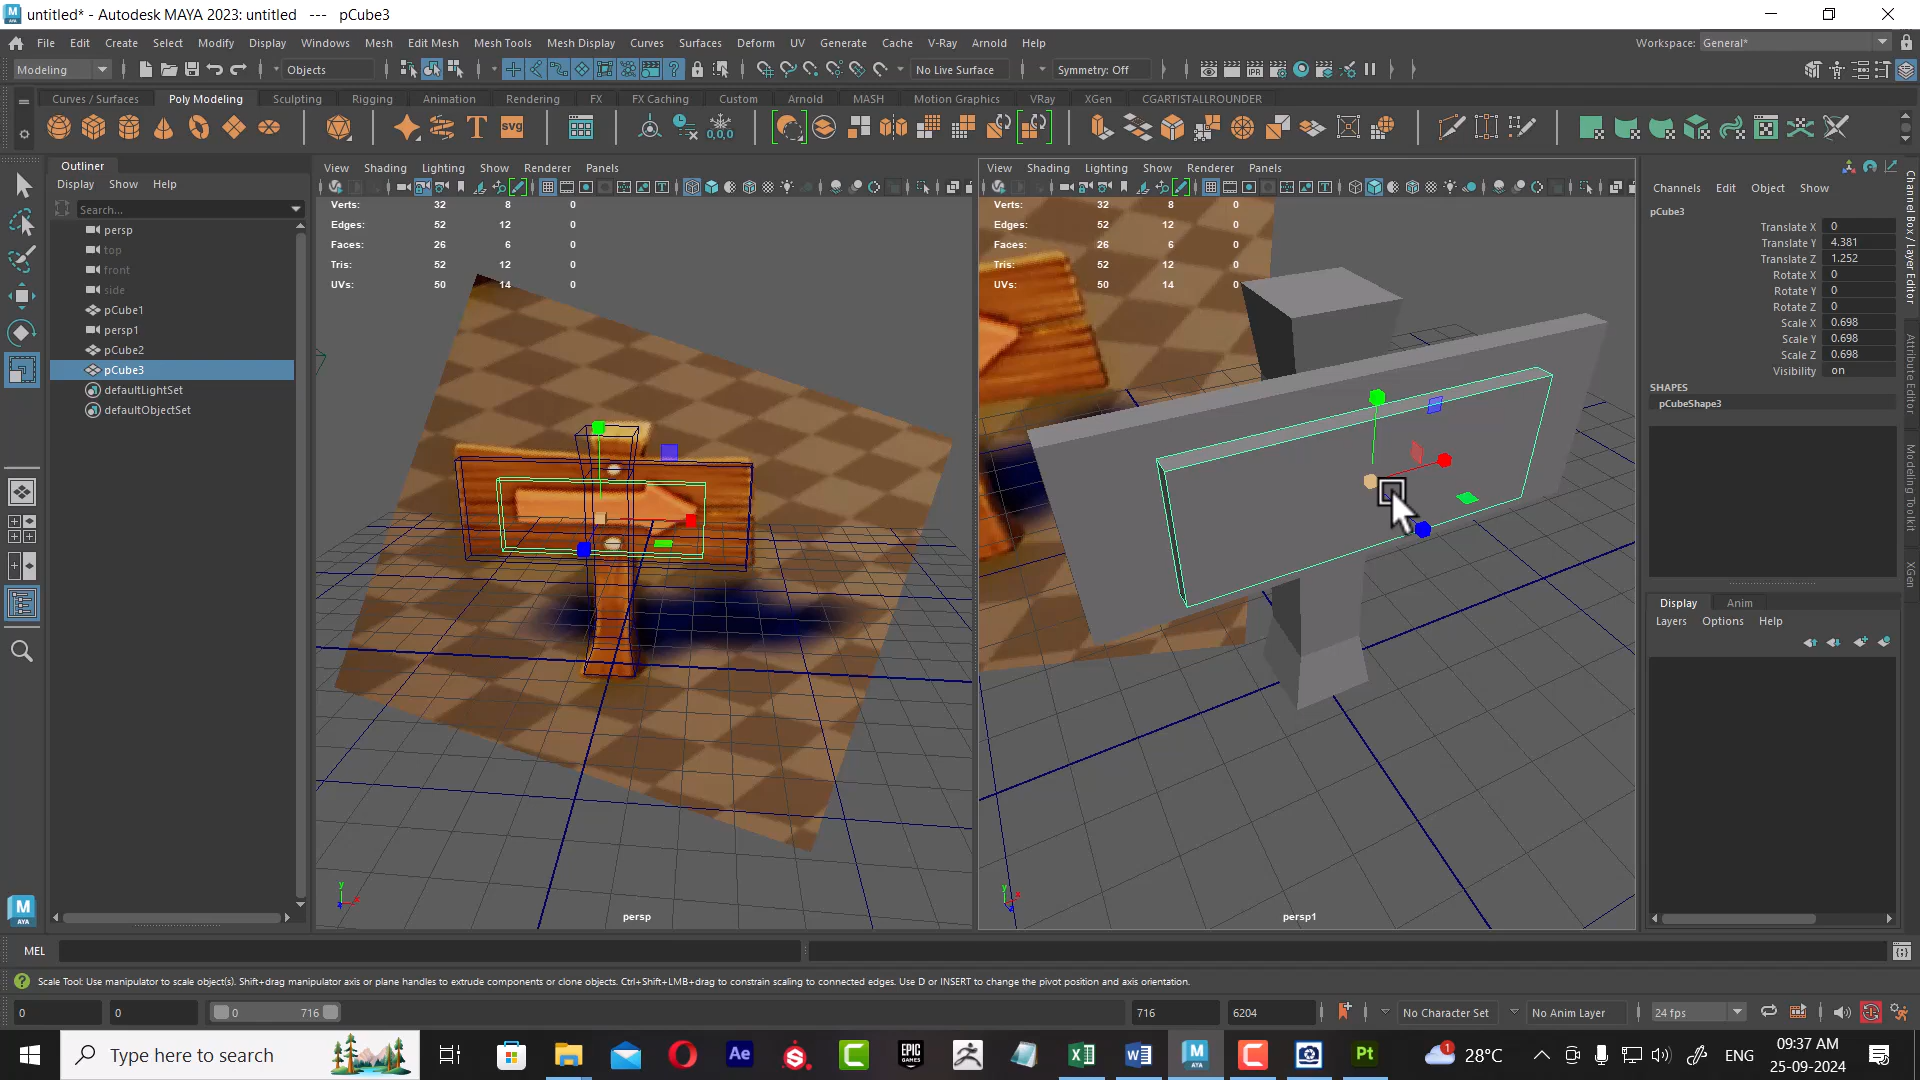 untitled* - Autodesk MAYA 2023: untitled --- pCube3
File Edit Create Select Modify Display Windows Mesh Edit Mesh Mesh Tools Mesh Display Curves Surfaces Deform UV Generate Cache V-Ray Arnold Help
Workspace: General*
Modeling Objects No Live Surface Symmetry: Off
Curves / Surfaces Poly Modeling Sculpting Rigging Animation Rendering FX FX Caching Custom Arnold MASH Motion Graphics VRay XGen CGARTISTALLROUNDER
Outliner
Display Show Help
Search...
persp
top
front
side
pCube1
persp1
pCube2
pCube3
defaultLightSet
defaultObjectSet
View Shading Lighting Show Renderer Panels
Verts: 32 8 0
Edges: 52 12 0
Faces: 26 6 0
Tris: 52 12 0
UVs: 50 14 0
persp
View Shading Lighting Show Renderer Panels
Verts: 32 8 0
Edges: 52 12 0
Faces: 26 6 0
Tris: 52 12 0
UVs: 50 14 0
persp1
Channels Edit Object Show
pCube3
Translate X 0
Translate Y 4.381
Translate Z 1.252
Rotate X 0
Rotate Y 0
Rotate Z 0
Scale X 0.698
Scale Y 0.698
Scale Z 0.698
Visibility on
SHAPES
pCubeShape3
Display Anim
Layers Options Help
Channel Box / Layer Editor
Attribute Editor
Modeling Toolkit
XGen
MEL
Scale Tool: Use manipulator to scale object(s). Shift+drag manipulator axis or plane handles to extrude components or clone objects. Ctrl+Shift+LMB+drag to constrain scaling to connected edges. Use D or INSERT to change the pivot position and axis orientation.
0 0 0 716 716 6204 No Character Set No Anim Layer 24 fps
Type here to search
28°C
ENG
09:37 AM
25-09-2024